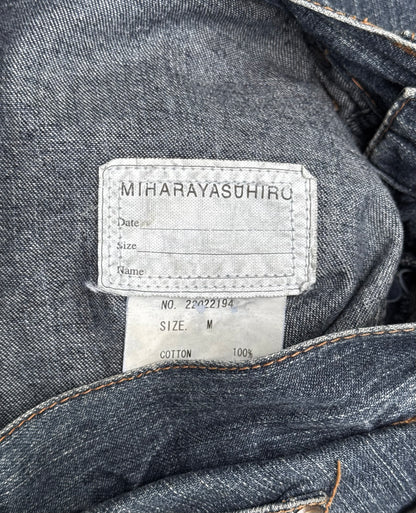 MIHARAYASUHIRO
Date
Size
Name
NO. 22022194
SIZE. M
COTTON 100%